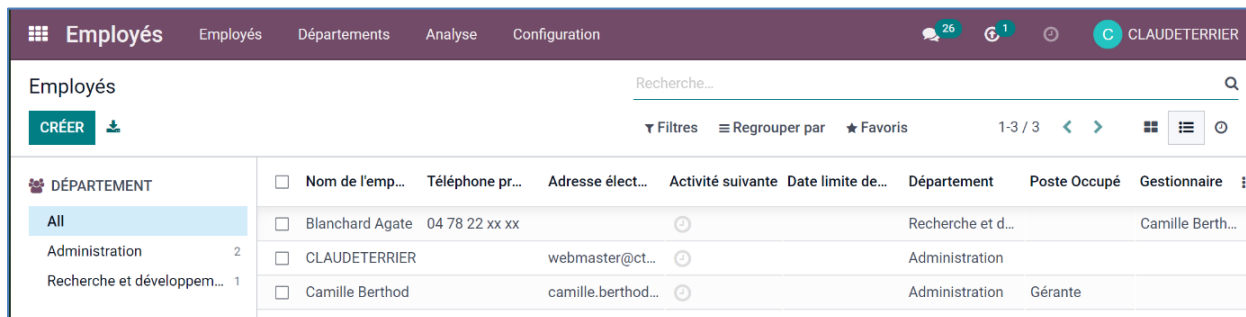 Employés Employés Départements Analyse Configuration 26 1 C CLAUDETERRIER
Employés Recherche...
CRÉER Filtres Regrouper par Favoris 1-3 / 3
DÉPARTEMENT Nom de l'emp... Téléphone pr... Adresse élect... Activité suivante Date limite de... Département Poste Occupé Gestionnaire
All Blanchard Agate 04 78 22 xx xx Recherche et d... Camille Berth...
Administration 2 CLAUDETERRIER webmaster@ct... Administration
Recherche et développem... 1 Camille Berthod camille.berthod... Administration Gérante